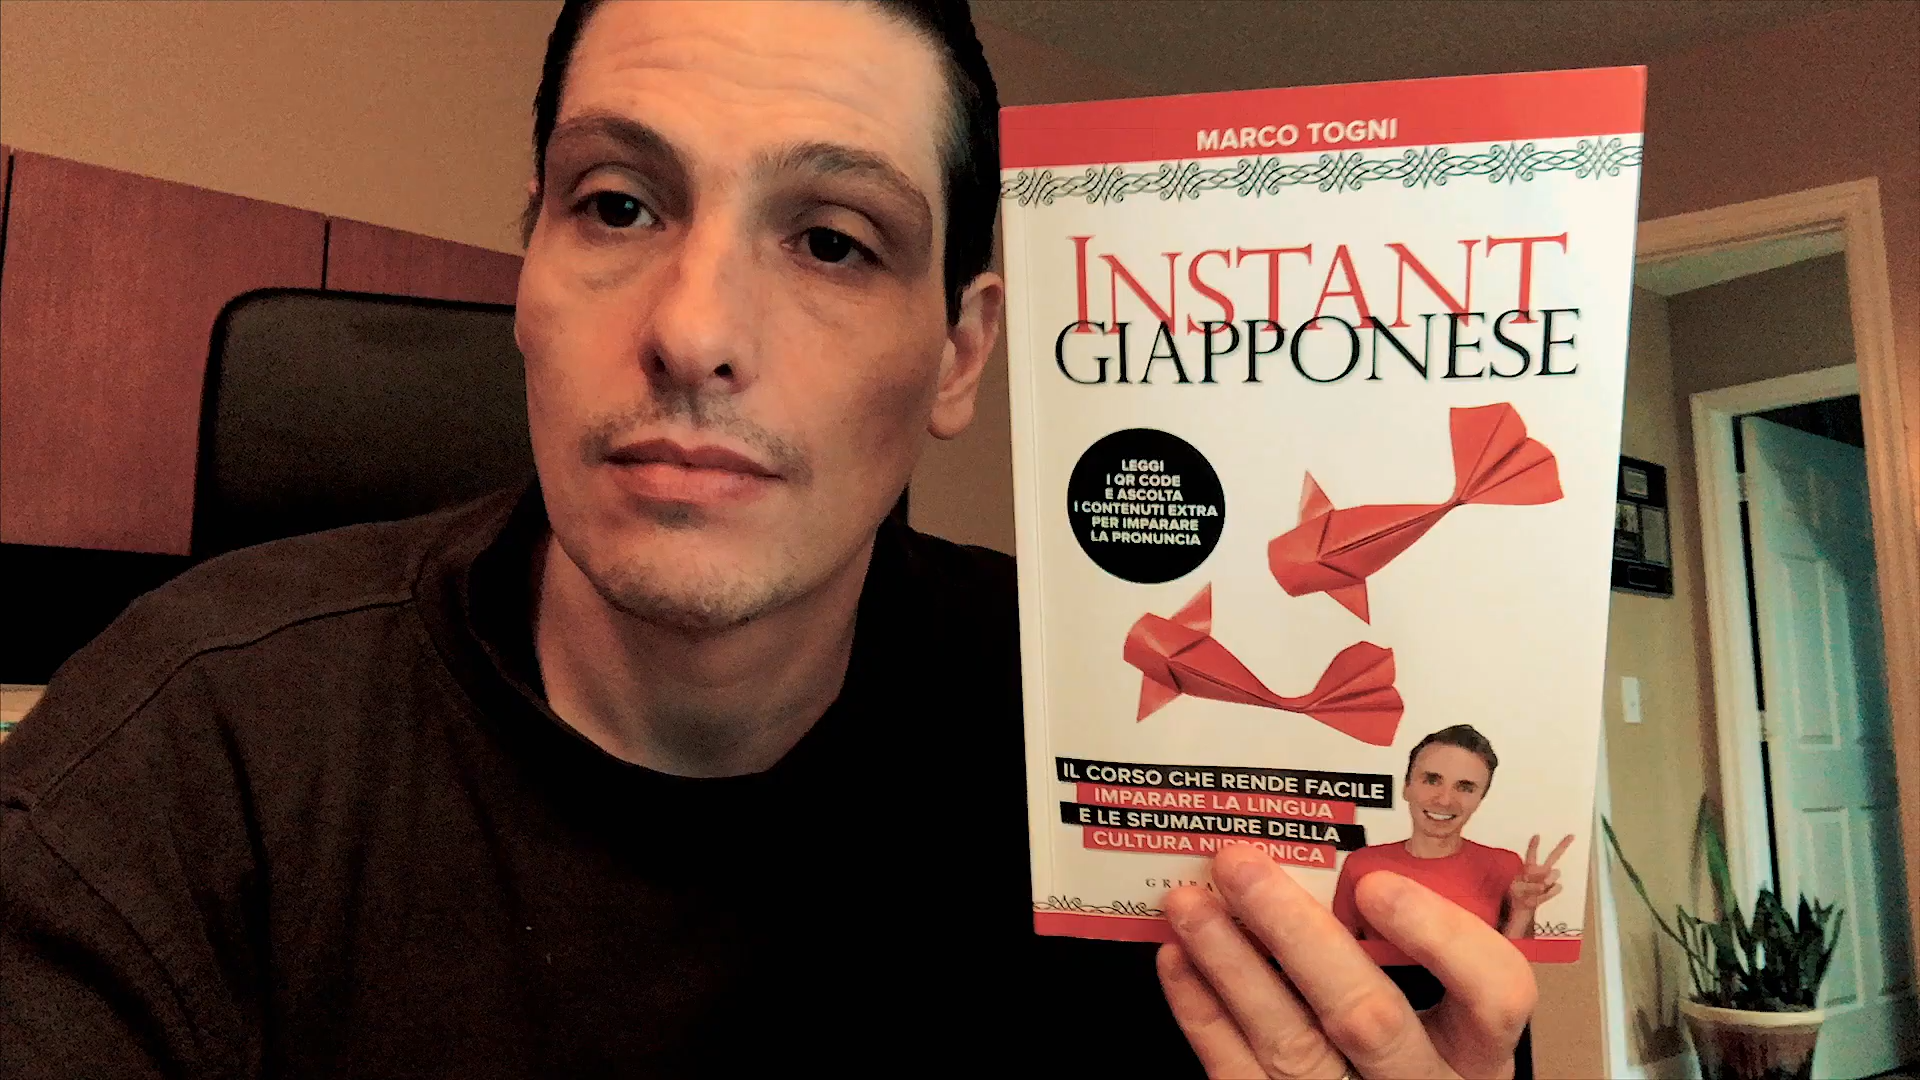 MARCO TOGNI
INSTANT
GIAPPONESE
LEGGI
I QR CODE
E ASCOLTA
I CONTENUTI EXTRA
PER IMPARARE
LA PRONUNCIA
IL CORSO CHE RENDE FACILE
IMPARARE LA LINGUA
E LE SFUMATURE DELLA
CULTURA NIPPONICA